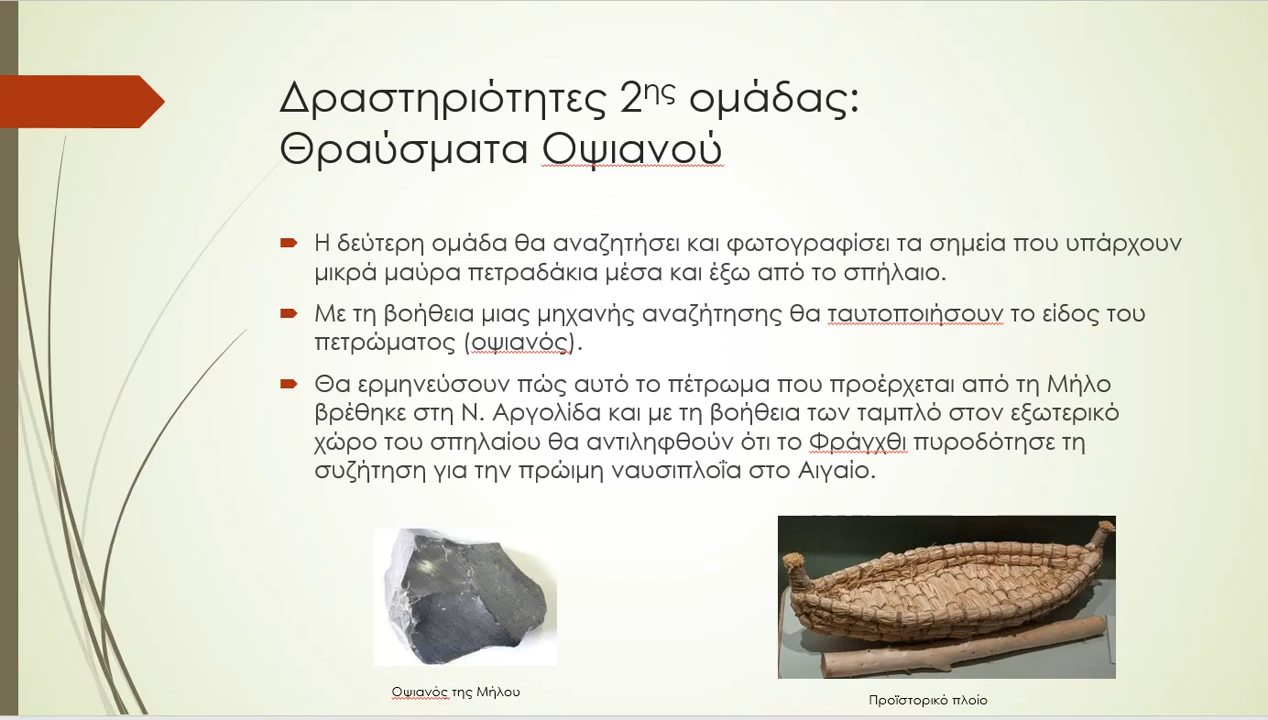 Δραστηριότητες 2ης ομάδας:
Θραύσματα Οψιανού
Η δεύτερη ομάδα θα αναζητήσει και φωτογραφίσει τα σημεία που υπάρχουν
μικρά μαύρα πετραδάκια μέσα και έξω από το σπήλαιο.
Με τη βοήθεια μιας μηχανής αναζήτησης θα ταυτοποιήσουν το είδος του
πετρώματος (οψιανός).
Θα ερμηνεύσουν πώς αυτό το πέτρωμα που προέρχεται από τη Μήλο
βρέθηκε στη Ν. Αργολίδα και με τη βοήθεια των ταμπλό στον εξωτερικό
χώρο του σπηλαίου θα αντιληφθούν ότι το Φράγχθι πυροδότησε τη
συζήτηση για την πρώιμη ναυσιπλοΐα στο Αιγαίο.
Οψιανός της Μήλου
Προϊστορικό πλοίο